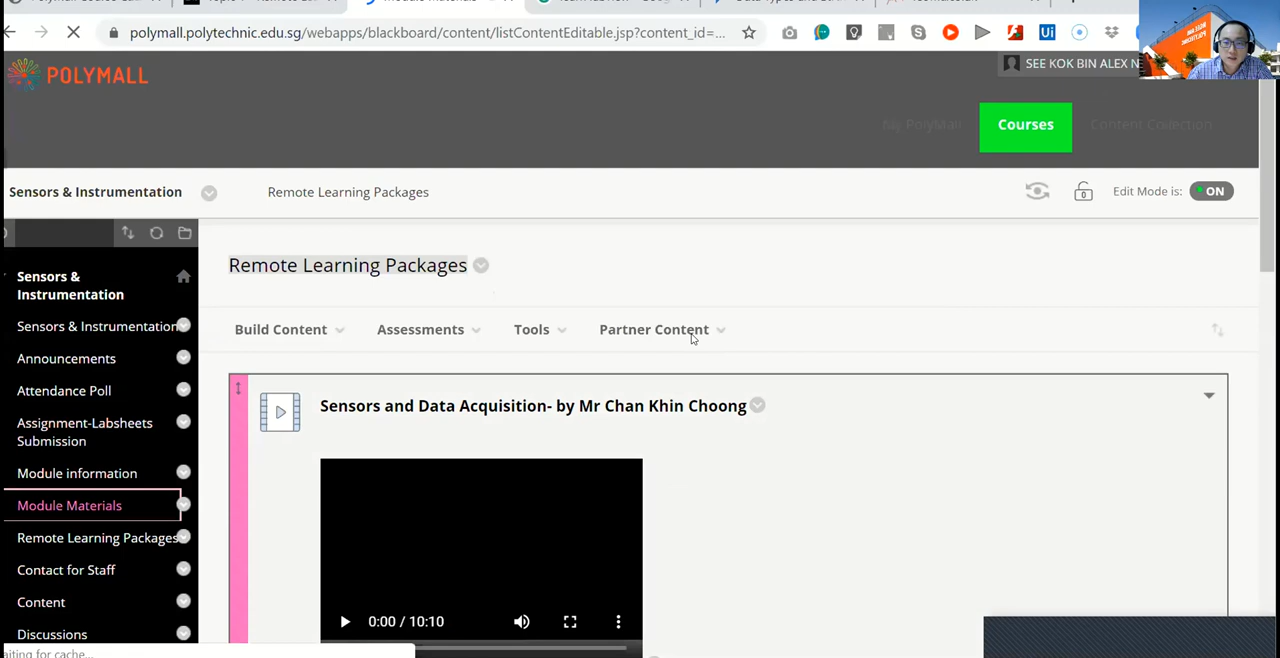 polymall.polytechnic.edu.sg/webapps/blackboard/content/listContentEditable.jsp?content_id=...
POLYMALL
SEE KOK BIN ALEX N
My PolyMall
Courses
Content Collection
Sensors & Instrumentation
Remote Learning Packages
Edit Mode is:
ON
Sensors &
Instrumentation
Sensors & Instrumentation
Announcements
Attendance Poll
Assignment-Labsheets
Submission
Module information
Module Materials
Remote Learning Packages
Contact for Staff
Content
Discussions
aiting for cache...
Remote Learning Packages
Build Content
Assessments
Tools
Partner Content
Sensors and Data Acquisition- by Mr Chan Khin Choong
0:00 / 10:10